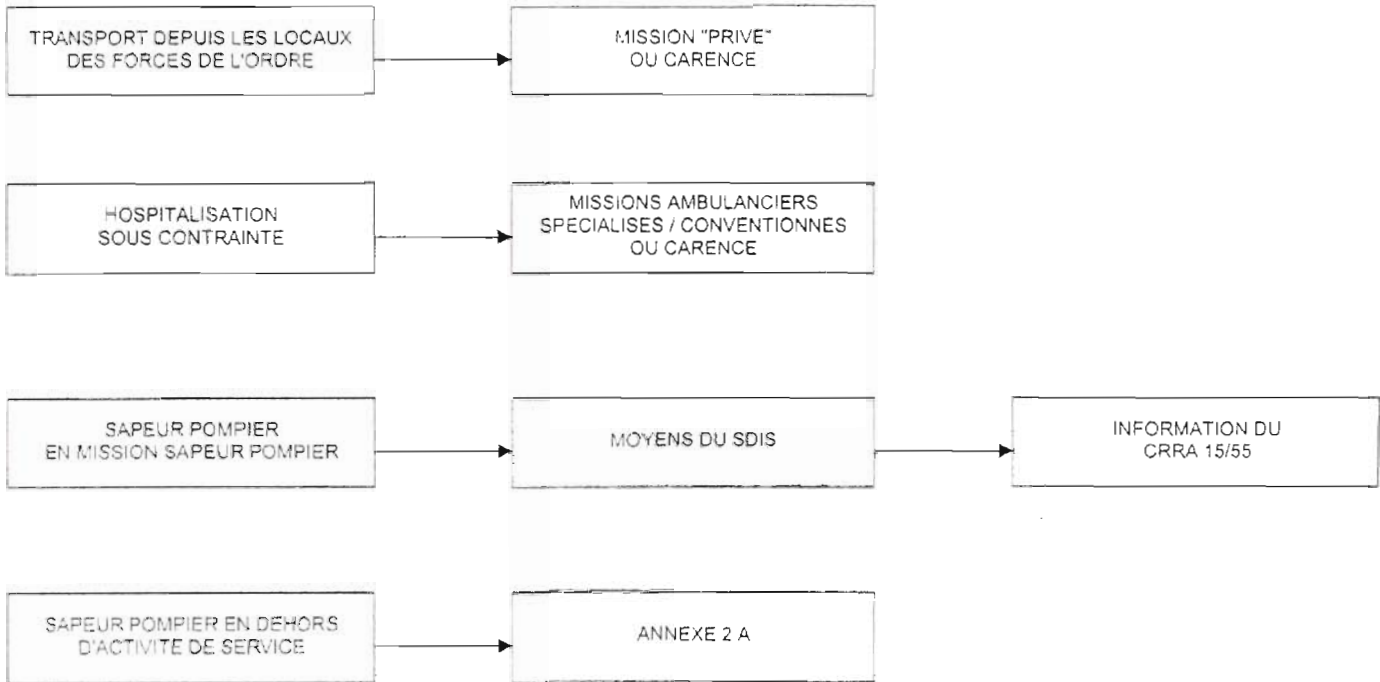 TRANSPORT DEPUIS LES LOCAUX
DES FORCES DE L'ORDRE
MISSION "PRIVE"
OU CARENCE
HOSPITALISATION
SOUS CONTRAINTE
MISSIONS AMBULANCIERS
SPECIALISES / CONVENTIONNES
OU CARENCE
SAPEUR POMPIER
EN MISSION SAPEUR POMPIER
MOYENS DU SDIS
INFORMATION DU
CRRA 15/55
SAPEUR POMPIER EN DEHORS
D'ACTIVITE DE SERVICE
ANNEXE 2 A